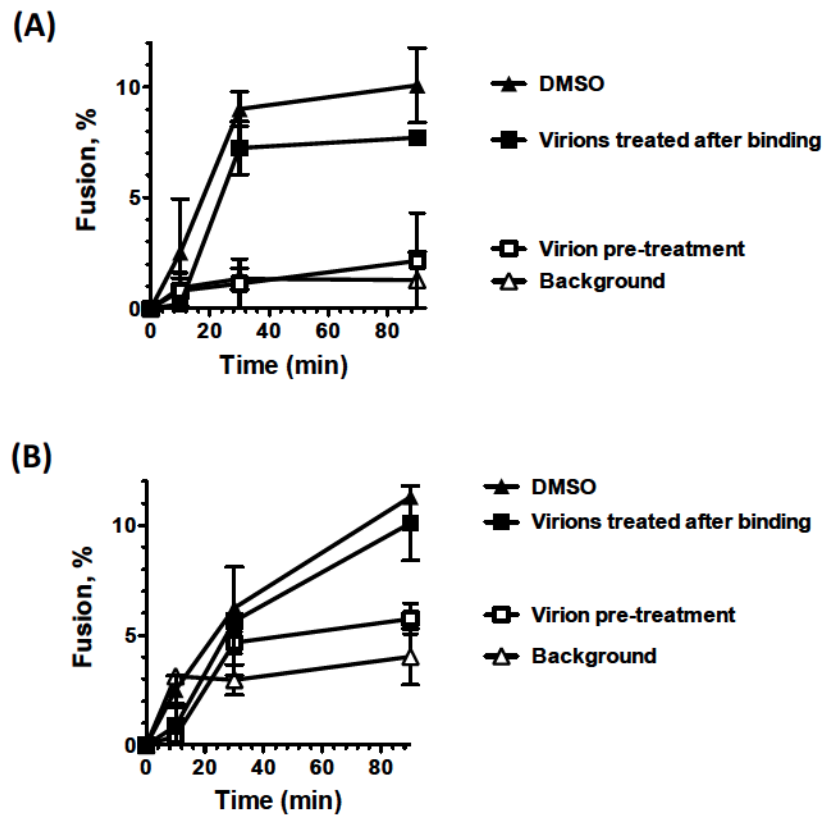 (A)
10
5
0
Fusion, %
0 20 40 60 80
Time (min)
DMSO
Virions treated after binding
Virion pre-treatment
Background
(B)
10
5
0
Fusion, %
0 20 40 60 80
Time (min)
DMSO
Virions treated after binding
Virion pre-treatment
Background